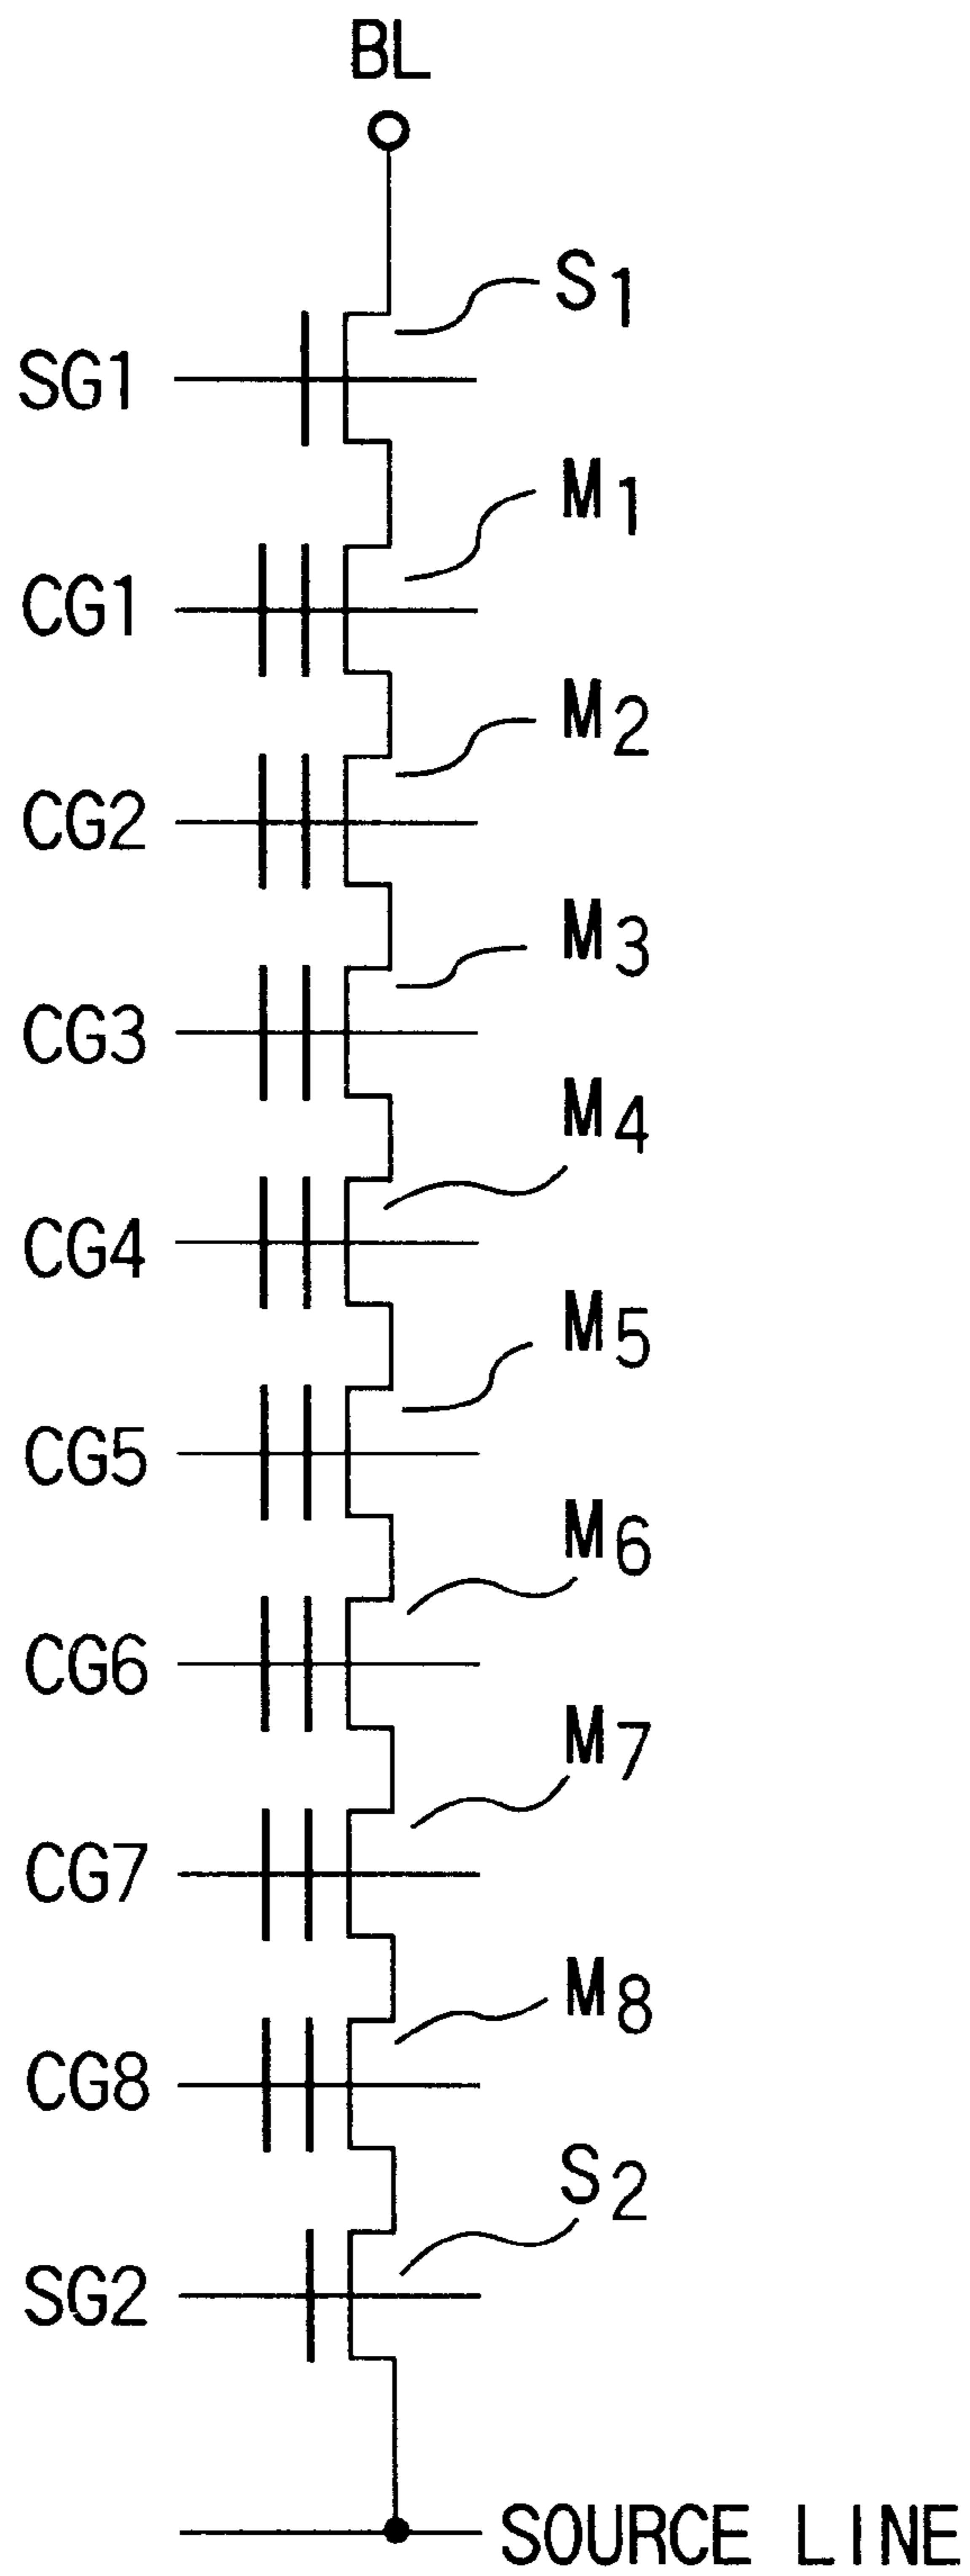 BL
S1
SG1
M1
CG1
M2
CG2
M3
CG3
M4
CG4
M5
CG5
M6
CG6
M7
CG7
M8
CG8
S2
SG2
SOURCE LINE